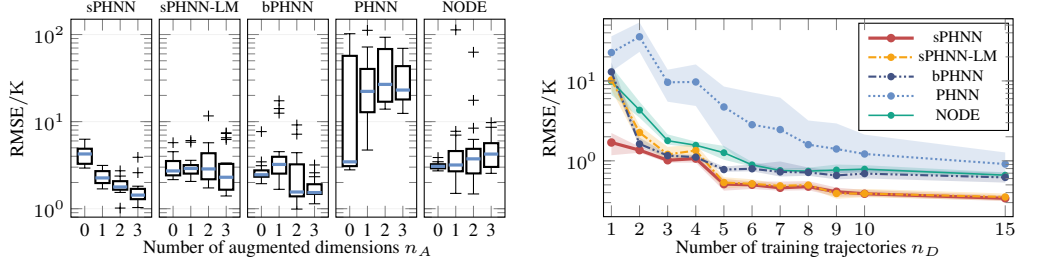 sPHNN sPHNN-LM bPHNN PHNN NODE
RMSE/K
10²
10¹
10⁰
0 1 2 3 0 1 2 3 0 1 2 3 0 1 2 3 0 1 2 3
Number of augmented dimensions n_A
RMSE/K
10¹
10⁰
sPHNN
sPHNN-LM
bPHNN
PHNN
NODE
1 2 3 4 5 6 7 8 9 10 15
Number of training trajectories n_D